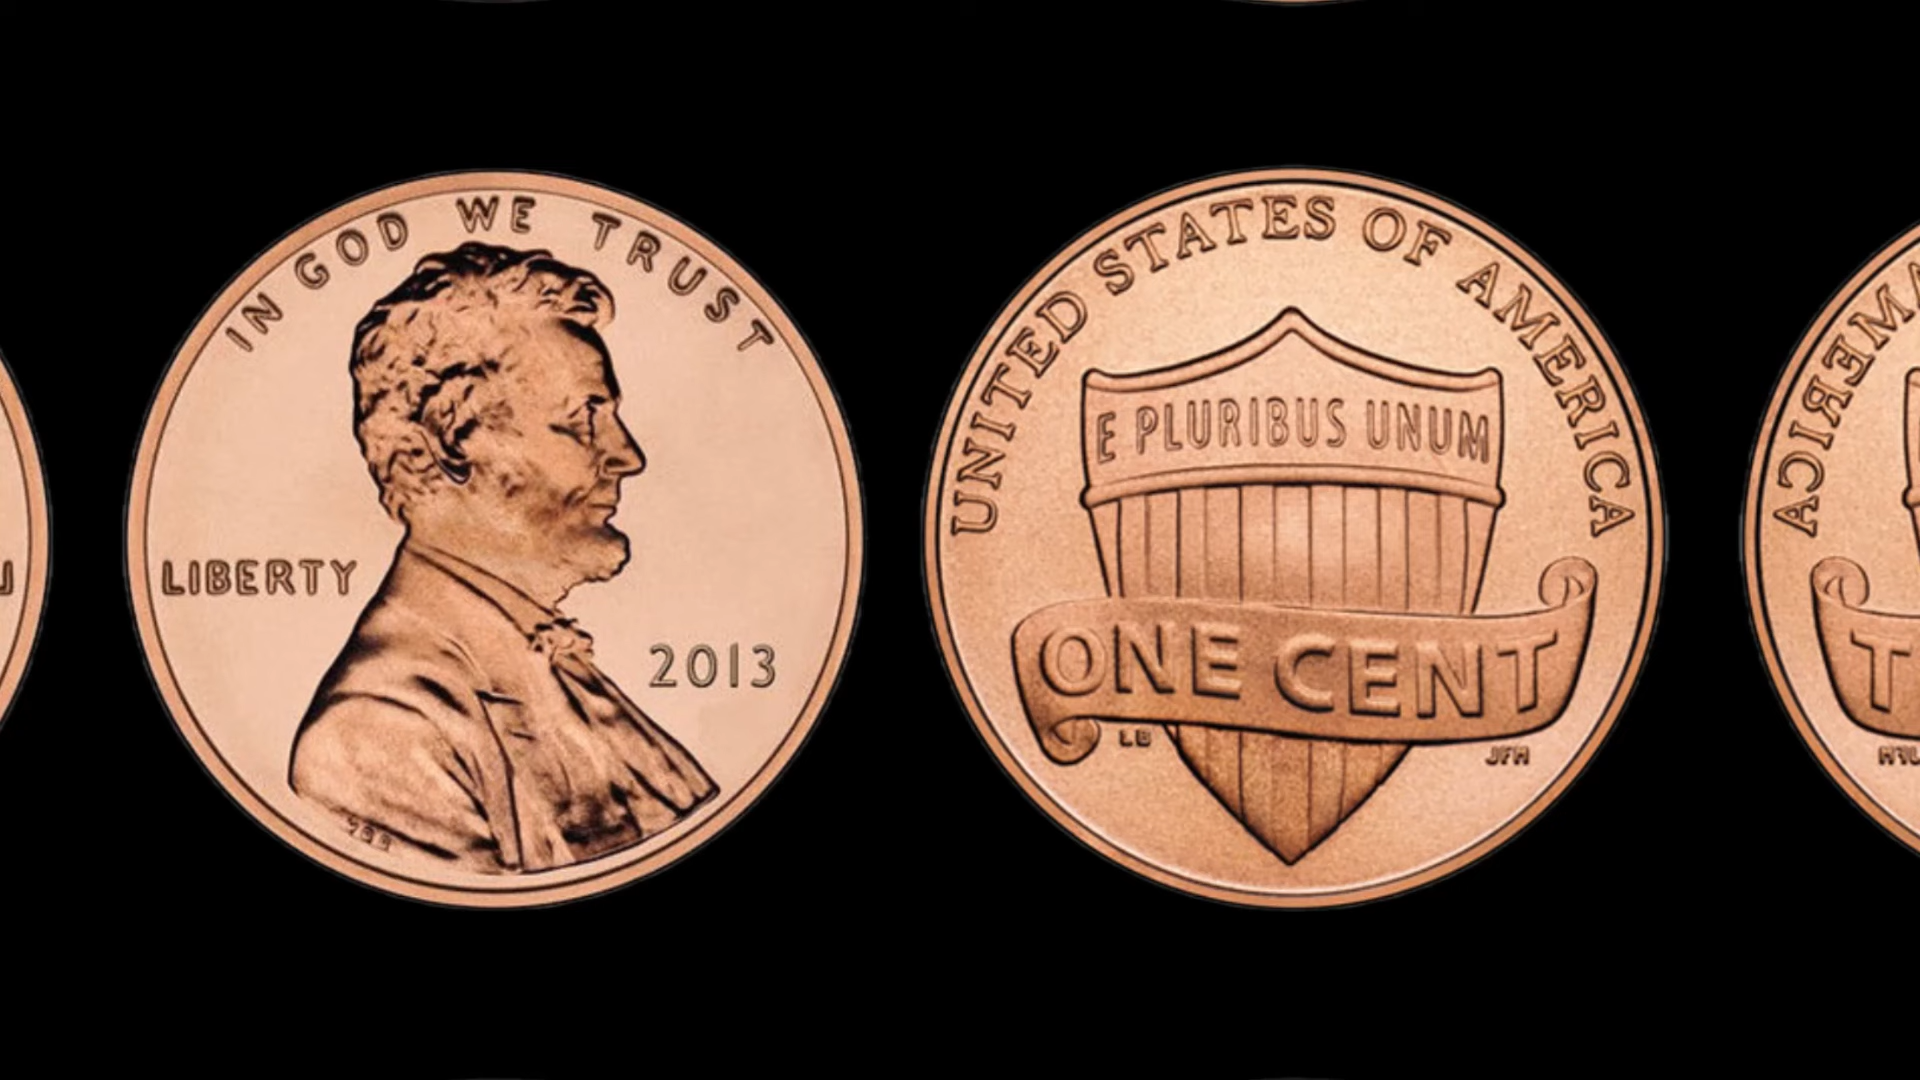 IN GOD WE TRUST
LIBERTY
2013
UNITED STATES OF AMERICA
E PLURIBUS UNUM
ONE CENT
LB
JFM